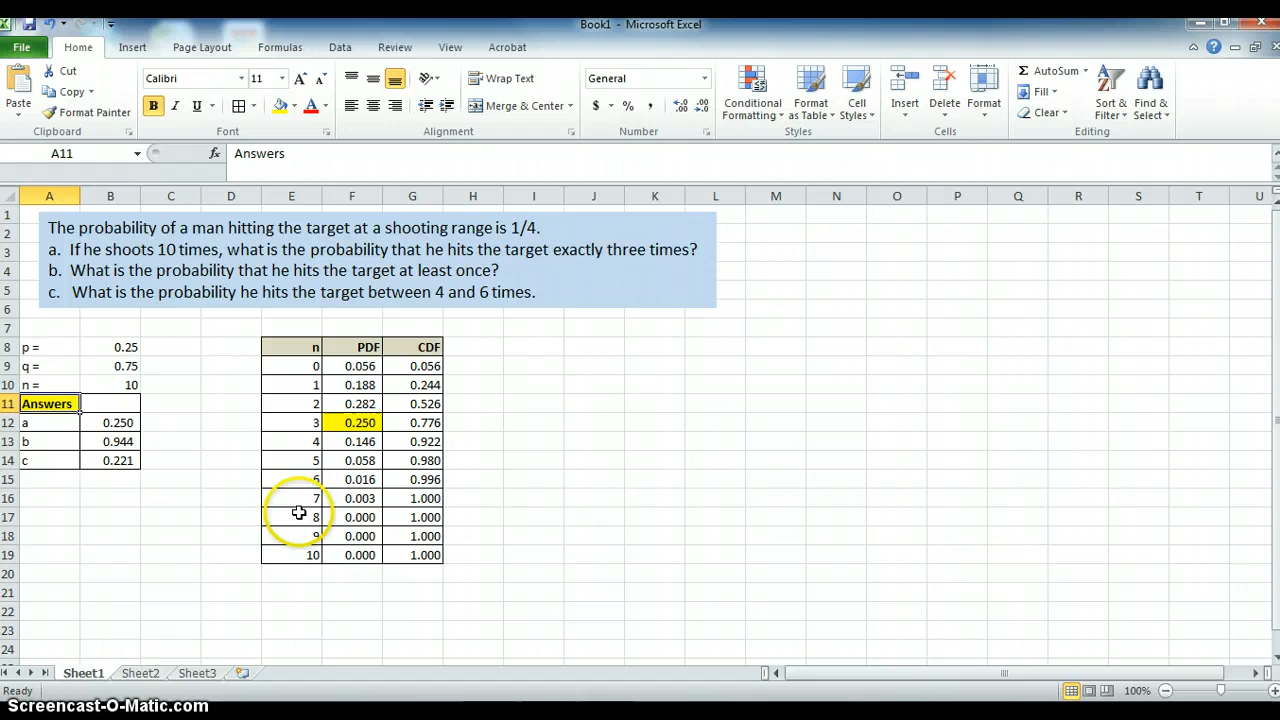 Book1 - Microsoft Excel
File Home Insert Page Layout Formulas Data Review View Acrobat
Paste Cut Copy Format Painter
Clipboard
Calibri 11
B I U
Font
Wrap Text
Merge & Center
Alignment
General
$ % ,
Number
Conditional Formatting Format as Table Cell Styles
Styles
Insert Delete Format
Cells
Σ AutoSum
Fill
Clear
Sort & Filter Find & Select
Editing
A11 fx Answers
A B C D E F G H I J K L M N O P Q R S T U
The probability of a man hitting the target at a shooting range is 1/4.
a. If he shoots 10 times, what is the probability that he hits the target exactly three times?
b. What is the probability that he hits the target at least once?
c. What is the probability he hits the target between 4 and 6 times.
1
2
3
4
5
6
7
8 p = 0.25 n PDF CDF
9 q = 0.75 0 0.056 0.056
10 n = 10 1 0.188 0.244
11 Answers 2 0.282 0.526
12 a 0.250 3 0.250 0.776
13 b 0.944 4 0.146 0.922
14 c 0.221 5 0.058 0.980
15 6 0.016 0.996
16 7 0.003 1.000
17 8 0.000 1.000
18 9 0.000 1.000
19 10 0.000 1.000
20
21
22
23
24
Sheet1 Sheet2 Sheet3
Ready 100%
Screencast-O-Matic.com